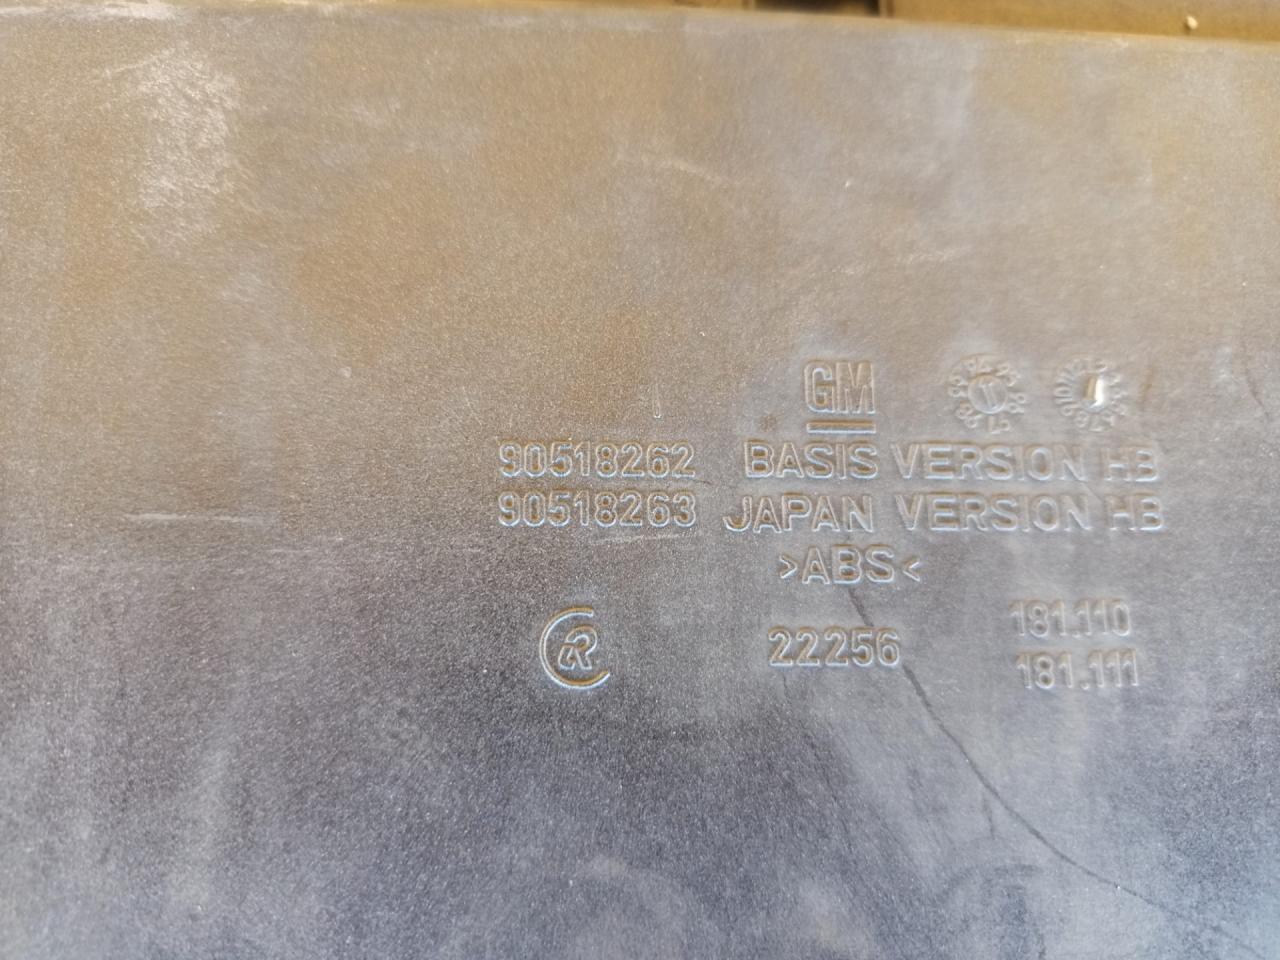 GM
90518262 BASIS VERSION HB
90518263 JAPAN VERSION HB
>ABS<
R 22256 181.110
181.111